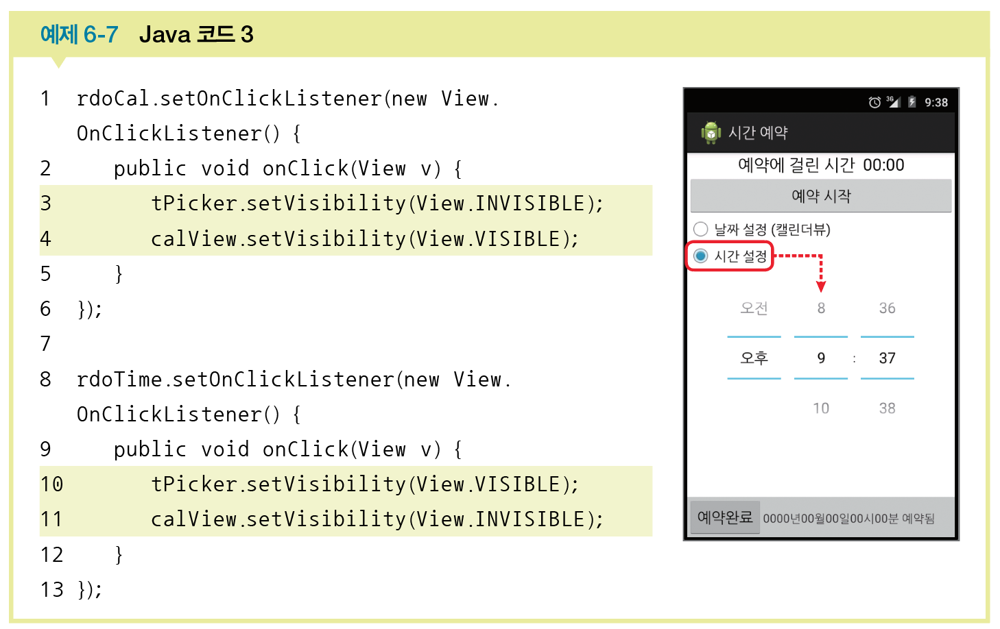 예제 6-7 Java 코드 3
1 rdoCal.setOnClickListener(new View.
OnClickListener() {
2 public void onClick(View v) {
3 tPicker.setVisibility(View.INVISIBLE);
4 calView.setVisibility(View.VISIBLE);
5 }
6 });
7
8 rdoTime.setOnClickListener(new View.
OnClickListener() {
9 public void onClick(View v) {
10 tPicker.setVisibility(View.VISIBLE);
11 calView.setVisibility(View.INVISIBLE);
12 }
13 });
3G 9:38
시간 예약
예약에 걸린 시간 00:00
예약 시작
날짜 설정 (캘린더뷰)
시간 설정
오전 8 36
오후 9 : 37
10 38
예약완료 0000년00월00일00시00분 예약됨